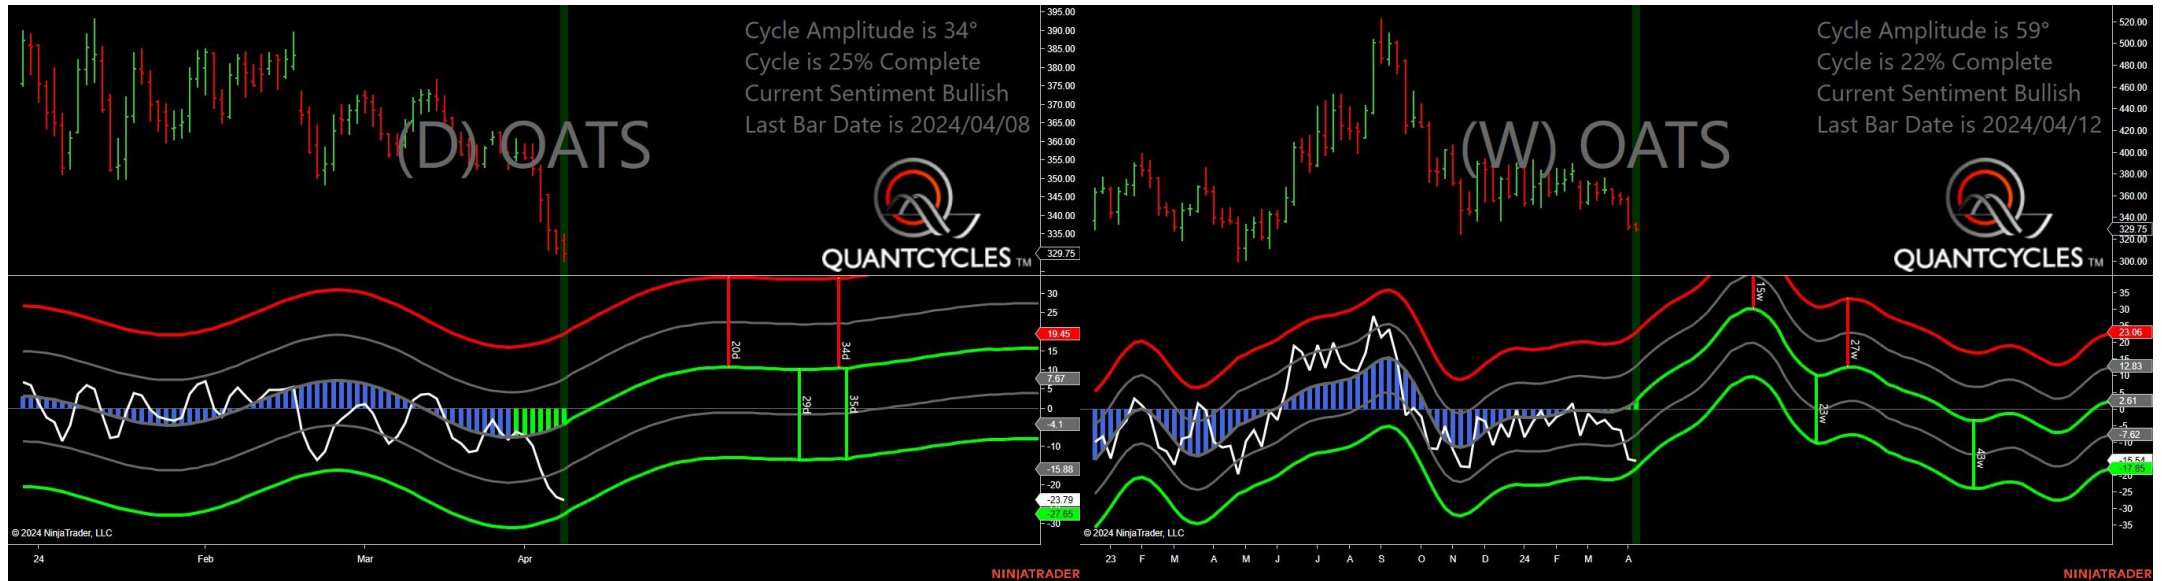 Cycle Amplitude is 34°
Cycle is 25% Complete
Current Sentiment Bullish
Last Bar Date is 2024/04/08
(D) OATS
QUANTCYCLES TM
395.00
390.00
385.00
380.00
375.00
370.00
365.00
360.00
355.00
350.00
345.00
340.00
335.00
329.75
30
25
19.45
15
10
7.67
0
-4.1
-10
-15.88
-20
-23.79
-27.65
-30
20d
34d
29d
35d
© 2024 NinjaTrader, LLC
24 Feb Mar Apr
NINJATRADER
Cycle Amplitude is 59°
Cycle is 22% Complete
Current Sentiment Bullish
Last Bar Date is 2024/04/12
(W) OATS
QUANTCYCLES TM
520.00
500.00
480.00
460.00
440.00
420.00
400.00
380.00
360.00
340.00
329.75
320.00
300.00
35
30
23.06
20
15
12.83
10
2.61
0
-5
-7.62
-17.85
-20
-25
-30
-35
15w
27w
23w
43w
© 2024 NinjaTrader, LLC
23 F M A M J J A S O N D 24 F M A
NINJATRADER